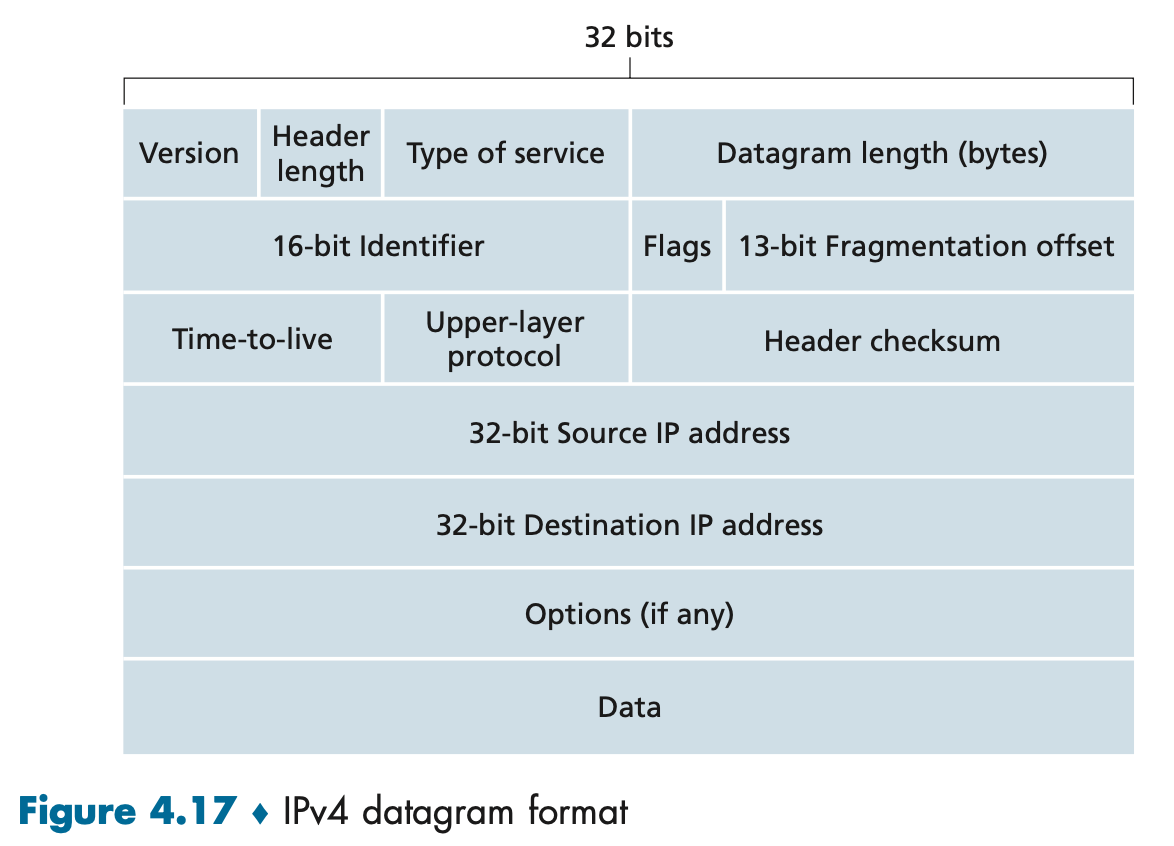 32 bits
Version
Header
length
Type of service
Datagram length (bytes)
16-bit Identifier
Flags
13-bit Fragmentation offset
Time-to-live
Upper-layer
protocol
Header checksum
32-bit Source IP address
32-bit Destination IP address
Options (if any)
Data
Figure 4.17 ♦ IPv4 datagram format